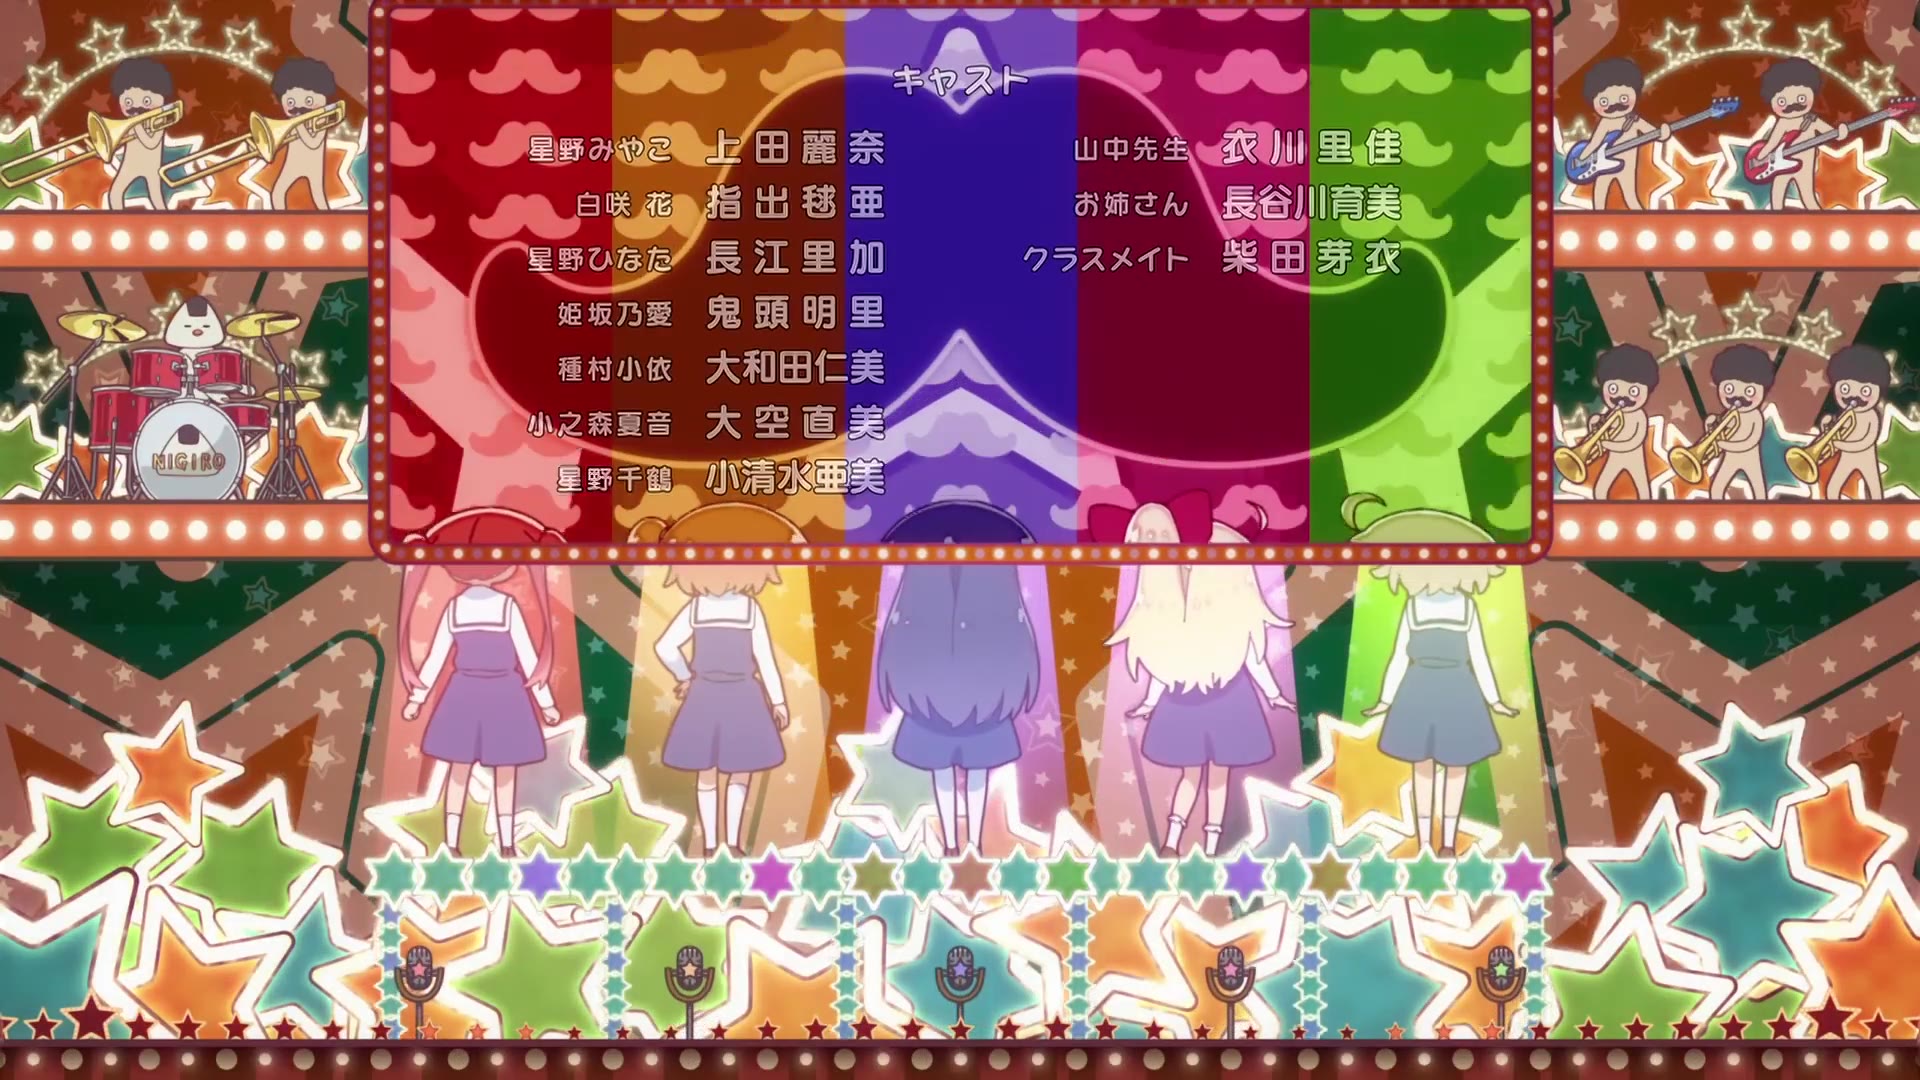 キャスト
星野みやこ 上田麗奈
白咲 花 指出毬亜
星野ひなた 長江里加
姫坂乃愛 鬼頭明里
種村小依 大和田仁美
小之森夏音 大空直美
星野千鶴 小清水亜美
山中先生 衣川里佳
お姉さん 長谷川育美
クラスメイト 柴田芽衣
NIGIRO